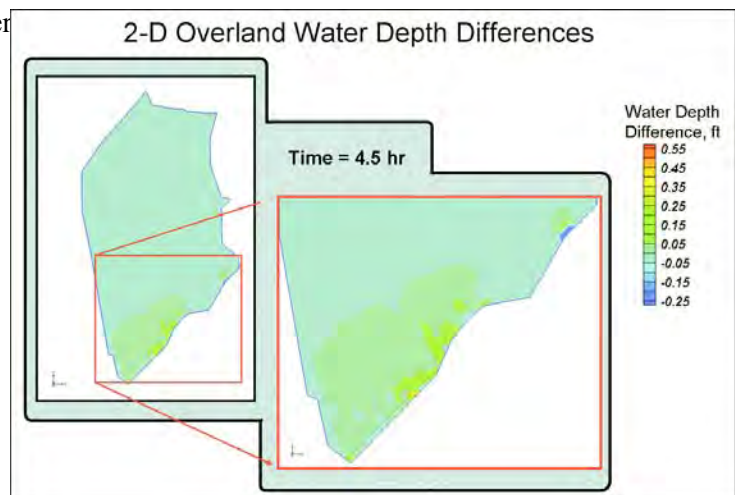 er
2-D Overland Water Depth Differences
Time = 4.5 hr
Water Depth
Difference, ft
0.55
0.45
0.35
0.25
0.15
0.05
-0.05
-0.15
-0.25